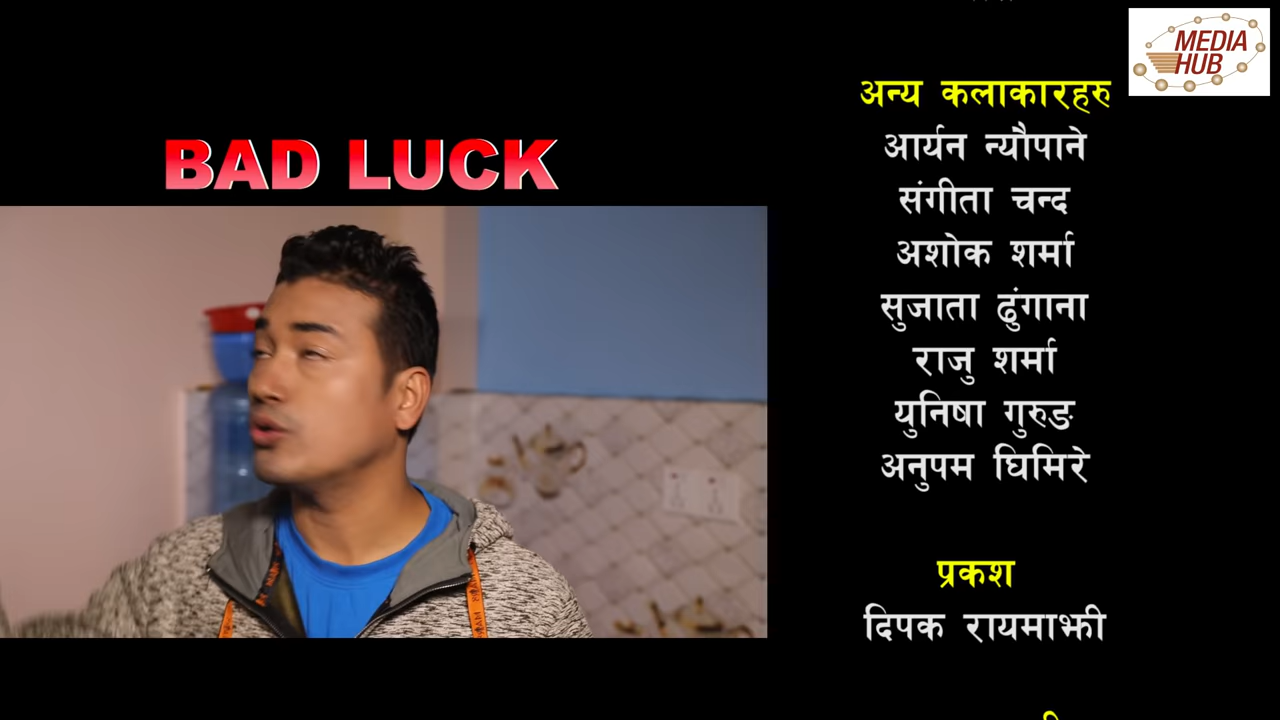 MEDIA
HUB
BAD LUCK
अन्य कलाकारहरु
आर्यन न्यौपाने
संगीता चन्द
अशोक शर्मा
सुजाता ढुंगाना
राजु शर्मा
युनिषा गुरुङ
अनुपम घिमिरे
प्रकश
दिपक रायमाझी